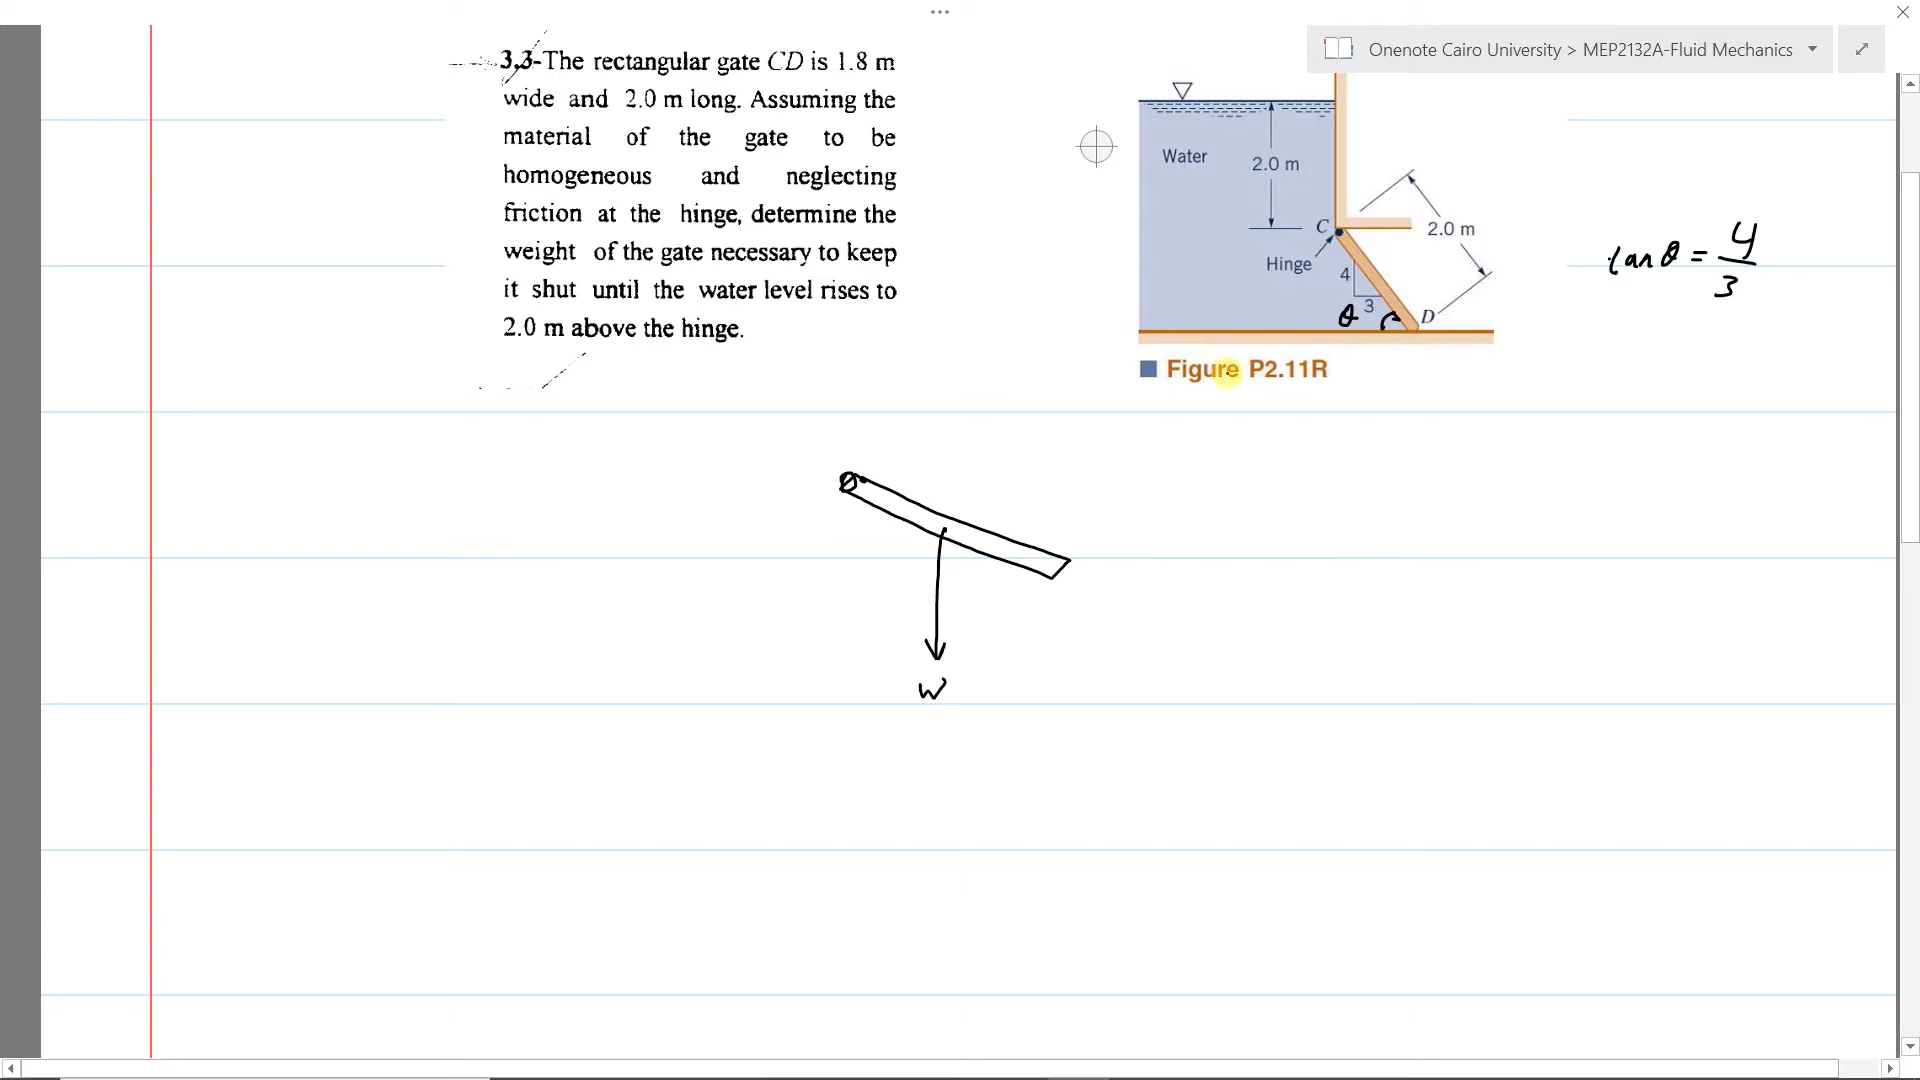 Onenote Cairo University > MEP2132A-Fluid Mechanics
3.3-The rectangular gate CD is 1.8 m
wide and 2.0 m long. Assuming the
material of the gate to be
homogeneous and neglecting
friction at the hinge, determine the
weight of the gate necessary to keep
it shut until the water level rises to
2.0 m above the hinge.
Water
2.0 m
C
2.0 m
Hinge
4
3
θ
D
Figure P2.11R
tan θ = 4
3
W